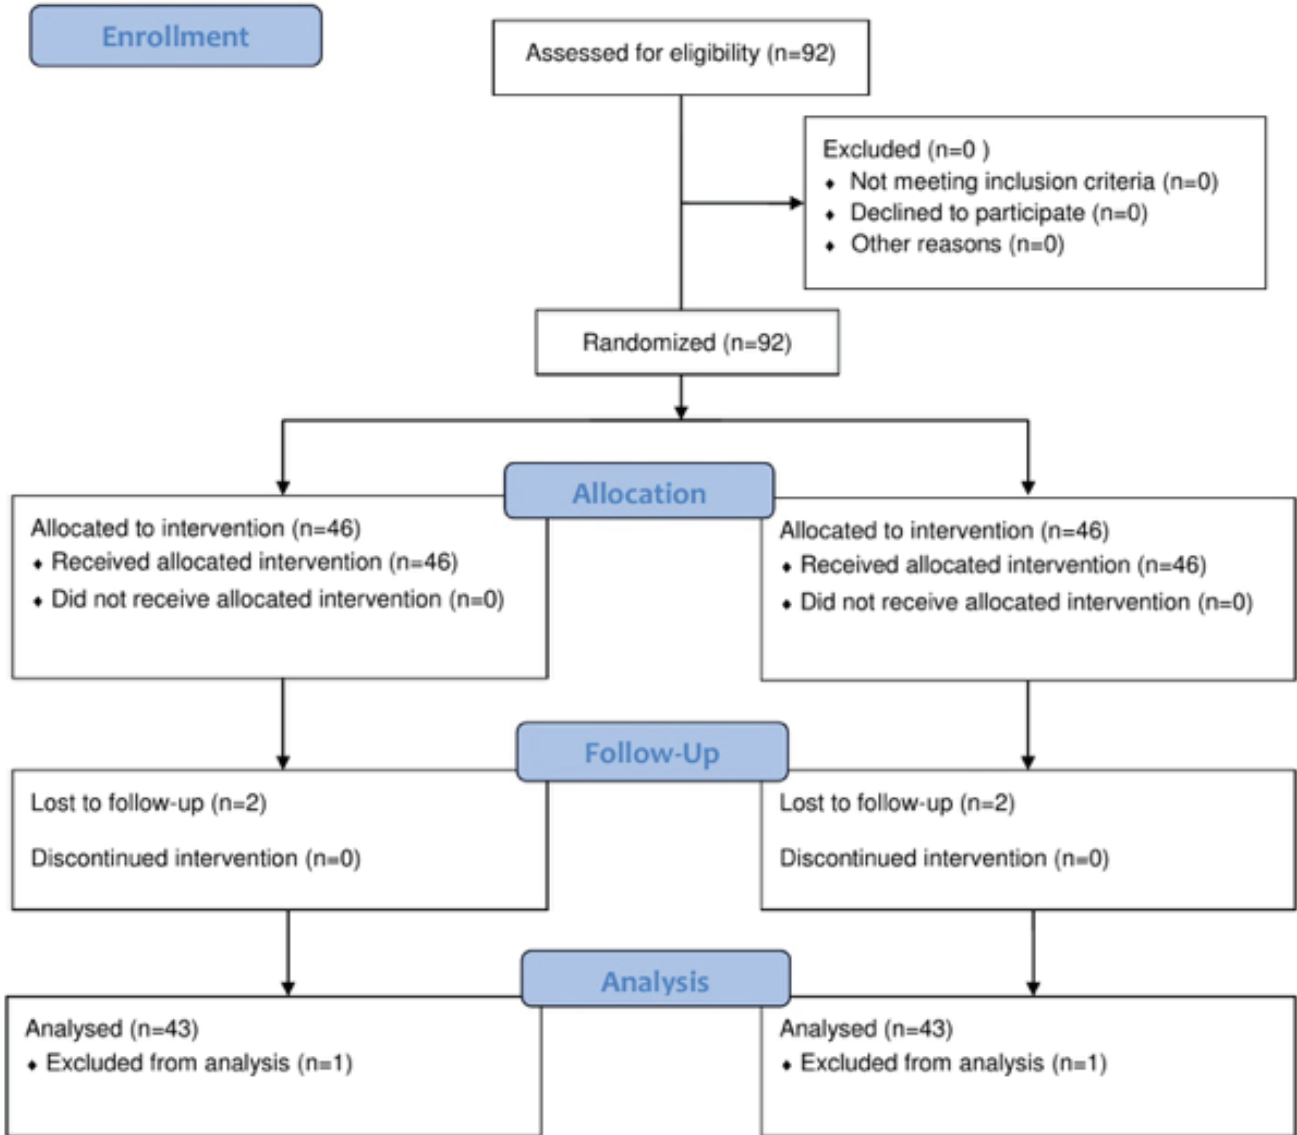 Enrollment
Assessed for eligibility (n=92)
Excluded (n=0 )
⬧ Not meeting inclusion criteria (n=0)
⬧ Declined to participate (n=0)
⬧ Other reasons (n=0)
Randomized (n=92)
Allocation
Allocated to intervention (n=46)
⬧ Received allocated intervention (n=46)
⬧ Did not receive allocated intervention (n=0)
Allocated to intervention (n=46)
⬧ Received allocated intervention (n=46)
⬧ Did not receive allocated intervention (n=0)
Follow-Up
Lost to follow-up (n=2)
Discontinued intervention (n=0)
Lost to follow-up (n=2)
Discontinued intervention (n=0)
Analysis
Analysed (n=43)
⬧ Excluded from analysis (n=1)
Analysed (n=43)
⬧ Excluded from analysis (n=1)